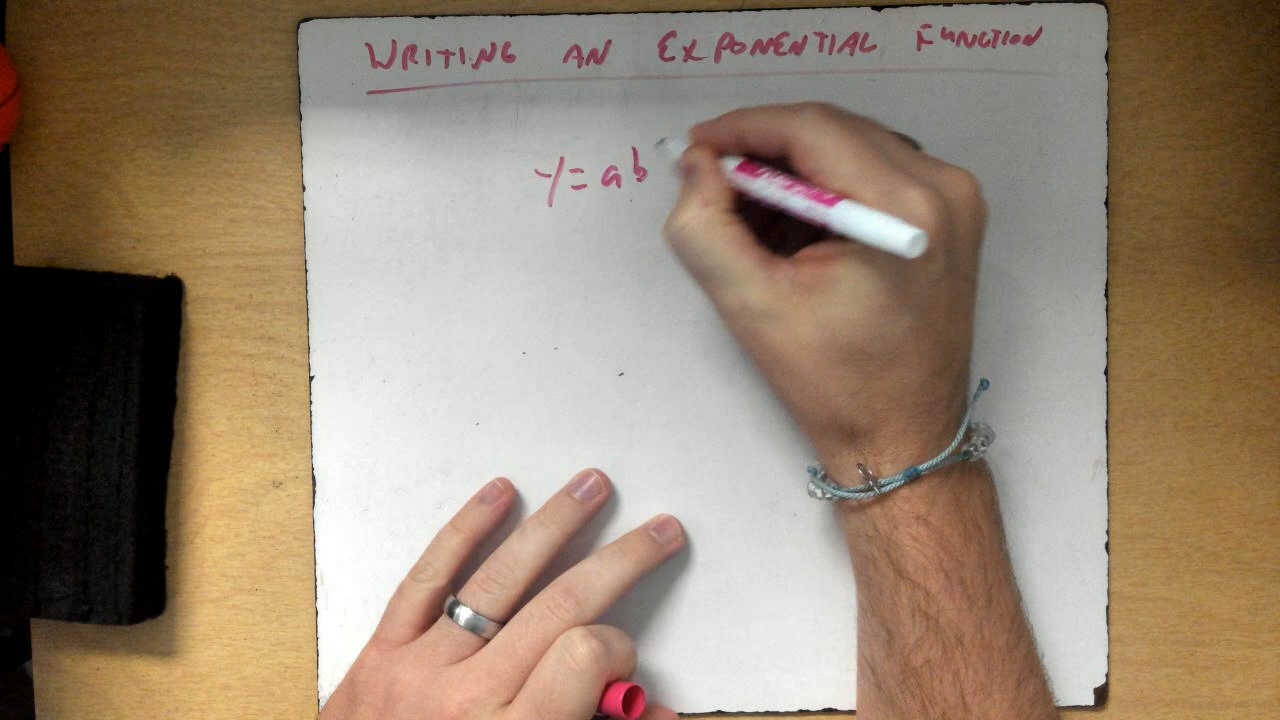 WRITING AN EXPONENTIAL FUNCTION
y = ab